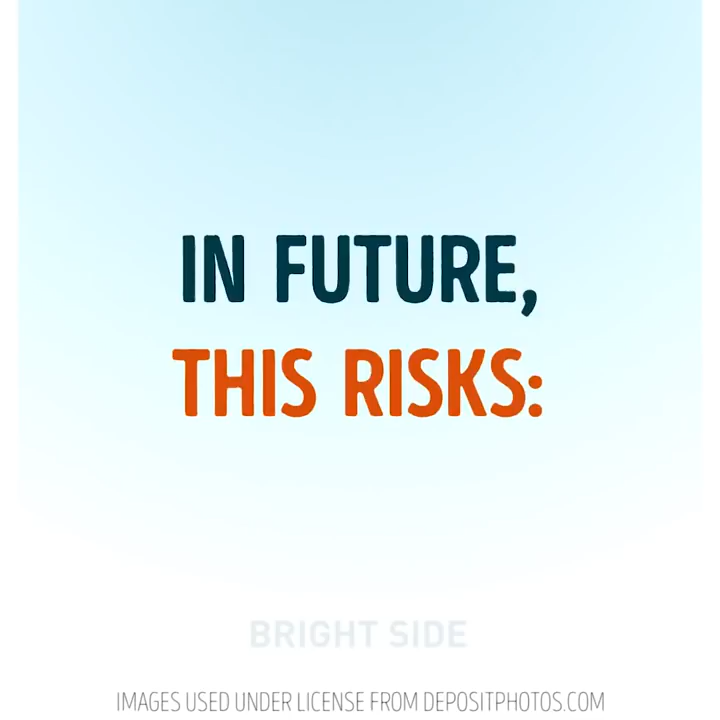 IN FUTURE,
THIS RISKS:
BRIGHT SIDE
IMAGES USED UNDER LICENSE FROM DEPOSITPHOTOS.COM